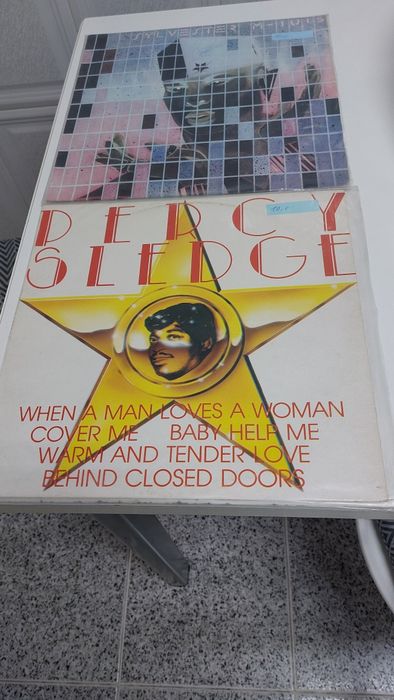 SYLVESTER M-1015
PERCY
SLEDGE
WHEN A MAN LOVES A WOMAN
COVER ME BABY HELP ME
WARM AND TENDER LOVE
BEHIND CLOSED DOORS